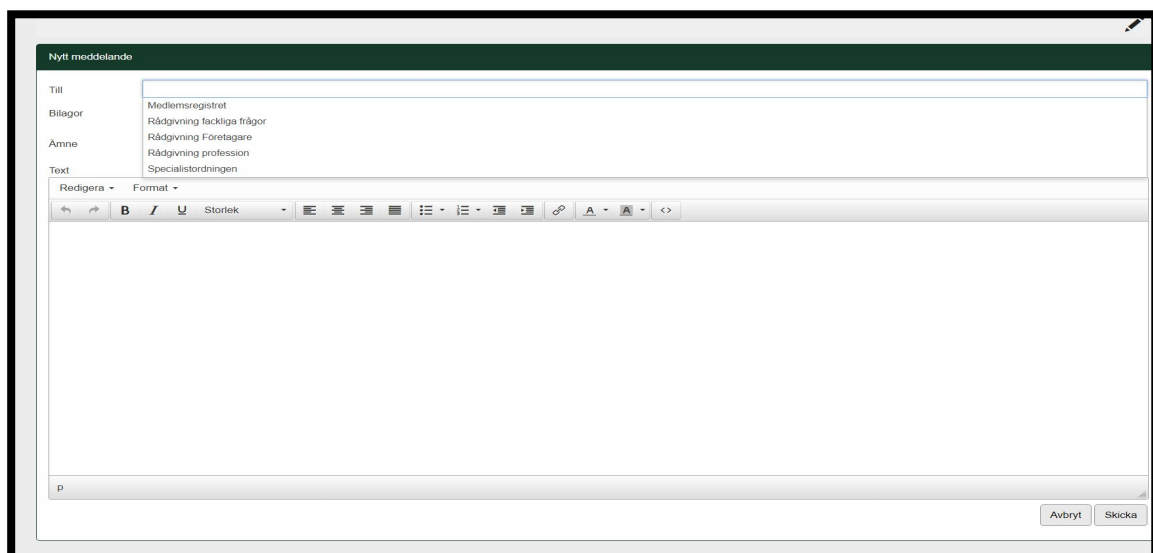 Nytt meddelande
Till
Medlemsregistret
Bilagor
Rådgivning fackliga frågor
Rådgivning Företagare
Ämne
Rådgivning profession
Text
Specialistordningen
Redigera Format
B I U Storlek A A <>
p
Avbryt Skicka